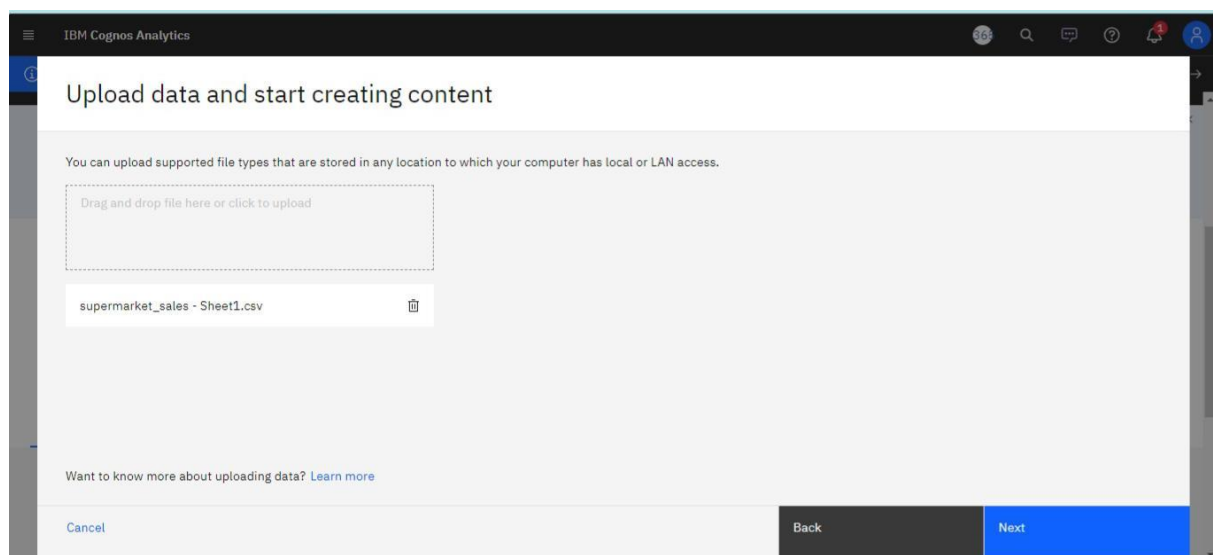 IBM Cognos Analytics
1
Upload data and start creating content
You can upload supported file types that are stored in any location to which your computer has local or LAN access.
Drag and drop file here or click to upload
supermarket_sales - Sheet1.csv
Want to know more about uploading data? Learn more
Cancel
Back
Next